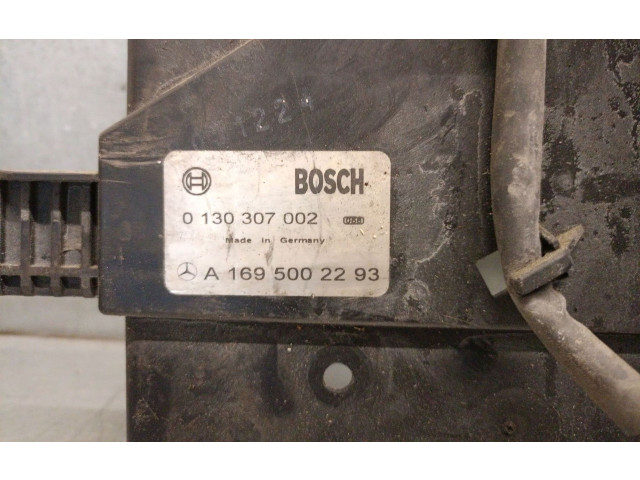 BOSCH
0 130 307 002
Made in Germany
A 169 500 22 93